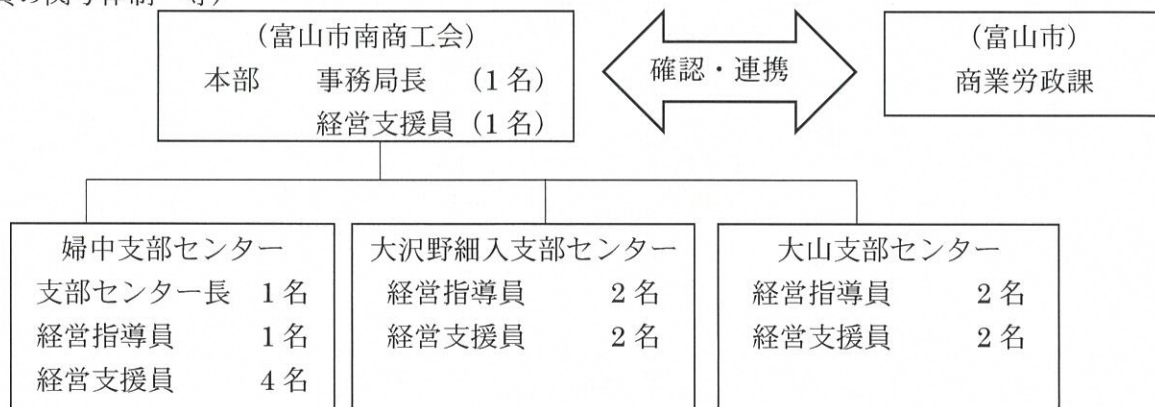 （富山市南商工会）
本部　事務局長　（1名）
経営支援員（1名）
確認・連携
（富山市）
商業労政課
婦中支部センター
支部センター長　1名
経営指導員　1名
経営支援員　4名
大沢野細入支部センター
経営指導員　2名
経営支援員　2名
大山支部センター
経営指導員　2名
経営支援員　2名